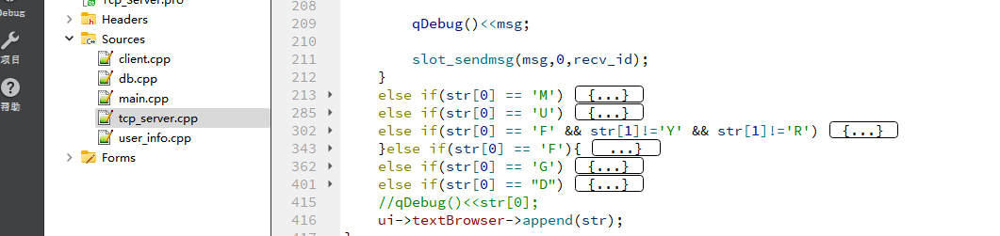 Debug
项目
帮助
Tcp_Server.pro
Headers
Sources
client.cpp
db.cpp
main.cpp
tcp_server.cpp
user_info.cpp
Forms
208
209 qDebug()<<msg;
210
211 slot_sendmsg(msg,0,recv_id);
212 }
213 else if(str[0] == 'M') {...}
285 else if(str[0] == 'U') {...}
302 else if(str[0] == 'F' && str[1]!='Y' && str[1]!='R') {...}
343 }else if(str[0] == 'F'){ ...}
362 else if(str[0] == 'G') {...}
401 else if(str[0] == "D") {...}
415 //qDebug()<<str[0];
416 ui->textBrowser->append(str);